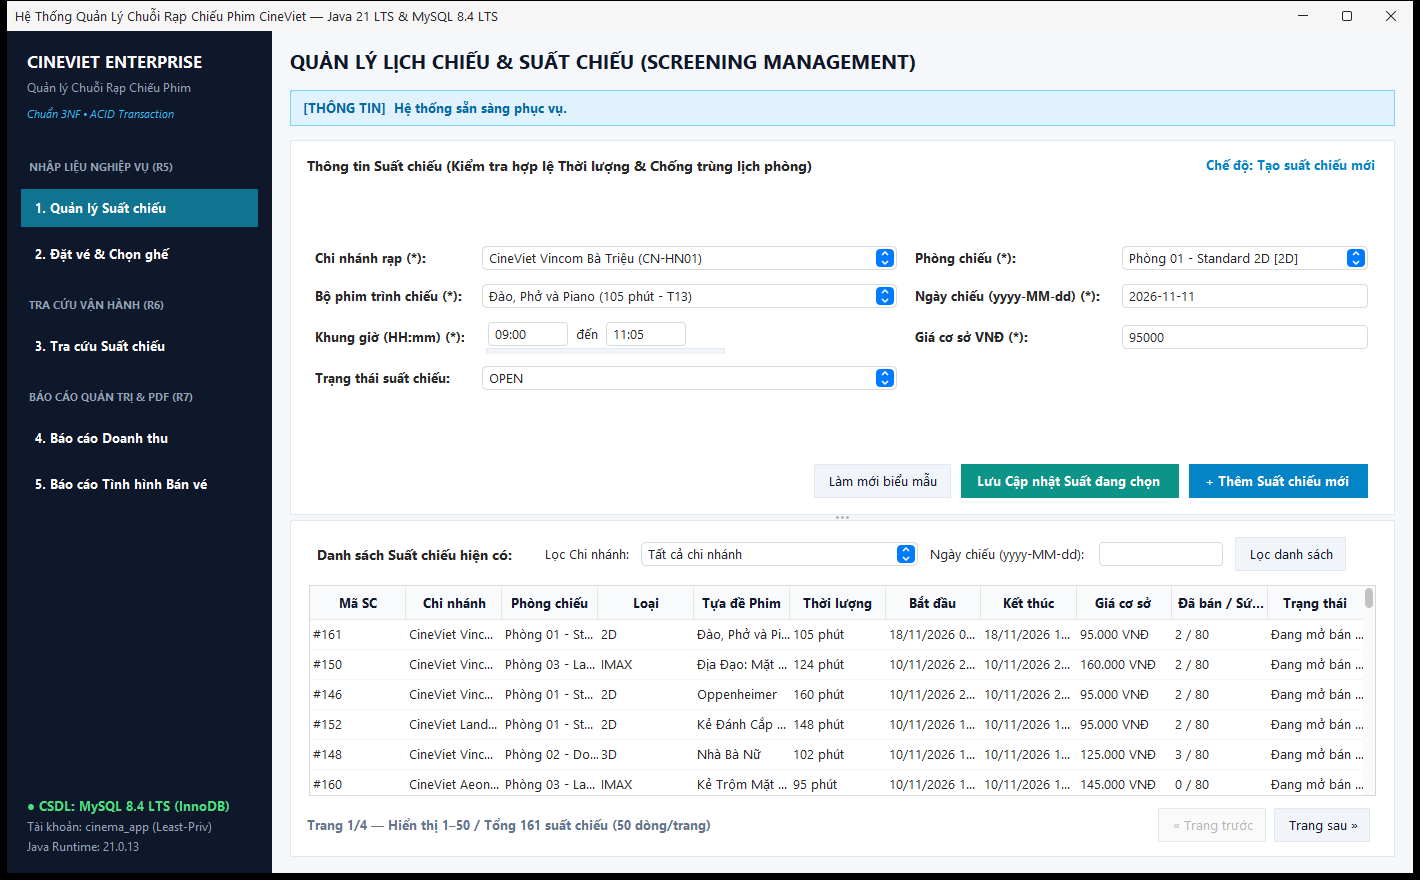 Hệ Thống Quản Lý Chuỗi Rạp Chiếu Phim CineViet — Java 21 LTS & MySQL 8.4 LTS
CINEVIET ENTERPRISE
Quản lý Chuỗi Rạp Chiếu Phim
Chuẩn 3NF • ACID Transaction
NHẬP LIỆU NGHIỆP VỤ (R5)
1. Quản lý Suất chiếu
2. Đặt vé & Chọn ghế
TRA CỨU VẬN HÀNH (R6)
3. Tra cứu Suất chiếu
BÁO CÁO QUẢN TRỊ & PDF (R7)
4. Báo cáo Doanh thu
5. Báo cáo Tình hình Bán vé
● CSDL: MySQL 8.4 LTS (InnoDB)
Tài khoản: cinema_app (Least-Priv)
Java Runtime: 21.0.13
QUẢN LÝ LỊCH CHIẾU & SUẤT CHIẾU (SCREENING MANAGEMENT)
[THÔNG TIN] Hệ thống sẵn sàng phục vụ.
Thông tin Suất chiếu (Kiểm tra hợp lệ Thời lượng & Chống trùng lịch phòng)
Chế độ: Tạo suất chiếu mới
Chi nhánh rạp (*): CineViet Vincom Bà Triệu (CN-HN01) Phòng chiếu (*): Phòng 01 - Standard 2D [2D]
Bộ phim trình chiếu (*): Đào, Phở và Piano (105 phút - T13) Ngày chiếu (yyyy-MM-dd) (*): 2026-11-11
Khung giờ (HH:mm) (*): 09:00 đến 11:05 Giá cơ sở VNĐ (*): 95000
Trạng thái suất chiếu: OPEN
Làm mới biểu mẫu Lưu Cập nhật Suất đang chọn + Thêm Suất chiếu mới
Danh sách Suất chiếu hiện có: Lọc Chi nhánh: Tất cả chi nhánh Ngày chiếu (yyyy-MM-dd): Lọc danh sách
Mã SC Chi nhánh Phòng chiếu Loại Tựa đề Phim Thời lượng Bắt đầu Kết thúc Giá cơ sở Đã bán / Sứ... Trạng thái
#161 CineViet Vinc... Phòng 01 - St... 2D Đào, Phở và Pi... 105 phút 18/11/2026 0... 18/11/2026 1... 95.000 VNĐ 2 / 80 Đang mở bán ...
#150 CineViet Vinc... Phòng 03 - La... IMAX Địa Đạo: Mặt ... 124 phút 10/11/2026 2... 10/11/2026 2... 160.000 VNĐ 2 / 80 Đang mở bán ...
#146 CineViet Vinc... Phòng 01 - St... 2D Oppenheimer 160 phút 10/11/2026 2... 10/11/2026 2... 95.000 VNĐ 2 / 80 Đang mở bán ...
#152 CineViet Land... Phòng 01 - St... 2D Kẻ Đánh Cắp ... 148 phút 10/11/2026 1... 10/11/2026 1... 95.000 VNĐ 2 / 80 Đang mở bán ...
#148 CineViet Vinc... Phòng 02 - Do... 3D Nhà Bà Nữ 102 phút 10/11/2026 1... 10/11/2026 1... 125.000 VNĐ 3 / 80 Đang mở bán ...
#160 CineViet Aeon... Phòng 03 - La... IMAX Kẻ Trộm Mặt ... 95 phút 10/11/2026 1... 10/11/2026 1... 145.000 VNĐ 0 / 80 Đang mở bán ...
Trang 1/4 — Hiển thị 1–50 / Tổng 161 suất chiếu (50 dòng/trang)
« Trang trước Trang sau »